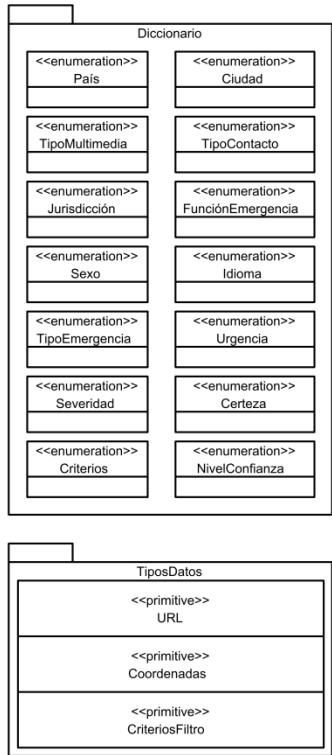 Diccionario
<<enumeration>>
País
<<enumeration>>
Ciudad
<<enumeration>>
TipoMultimedia
<<enumeration>>
TipoContacto
<<enumeration>>
Jurisdicción
<<enumeration>>
FunciónEmergencia
<<enumeration>>
Sexo
<<enumeration>>
Idioma
<<enumeration>>
TipoEmergencia
<<enumeration>>
Urgencia
<<enumeration>>
Severidad
<<enumeration>>
Certeza
<<enumeration>>
Criterios
<<enumeration>>
NivelConfianza
TiposDatos
<<primitive>>
URL
<<primitive>>
Coordenadas
<<primitive>>
CriteriosFiltro